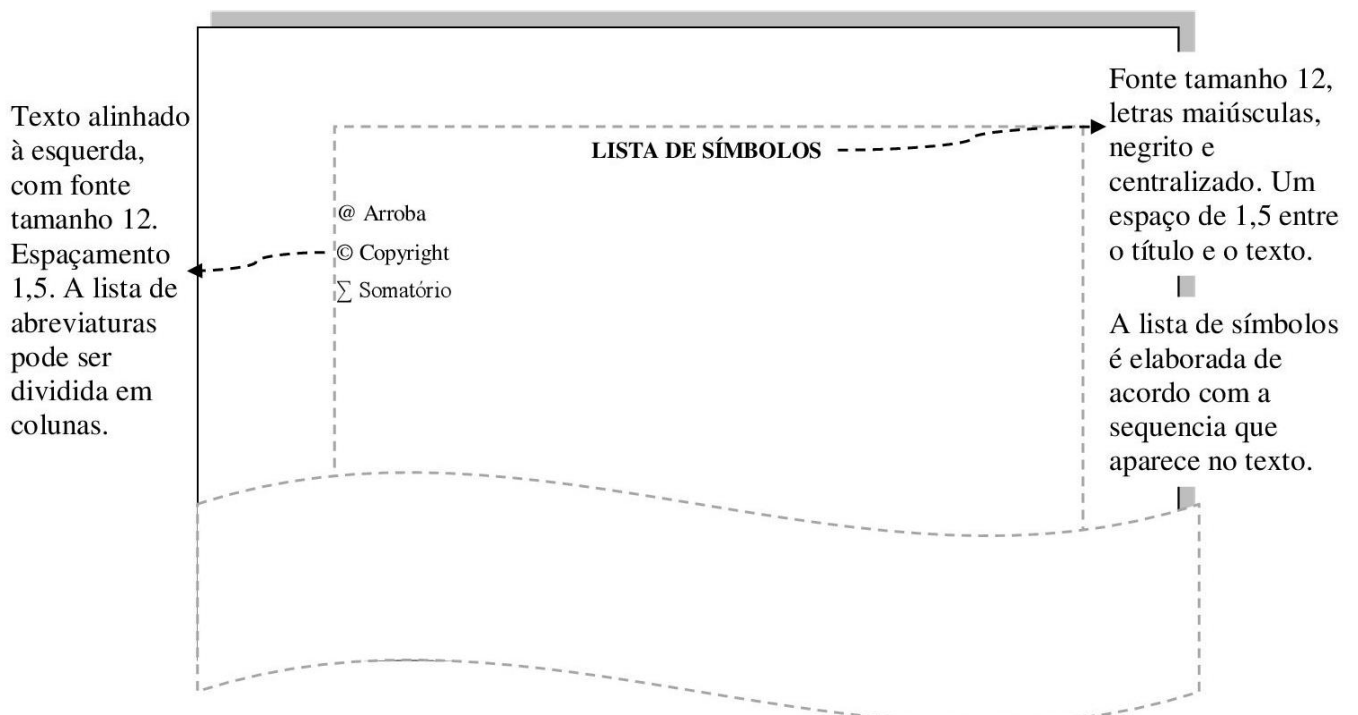 Texto alinhado
à esquerda,
com fonte
tamanho 12.
Espaçamento
1,5. A lista de
abreviaturas
pode ser
dividida em
colunas.
LISTA DE SÍMBOLOS
@ Arroba
© Copyright
∑ Somatório
Fonte tamanho 12,
letras maiúsculas,
negrito e
centralizado. Um
espaço de 1,5 entre
o título e o texto.
A lista de símbolos
é elaborada de
acordo com a
sequencia que
aparece no texto.